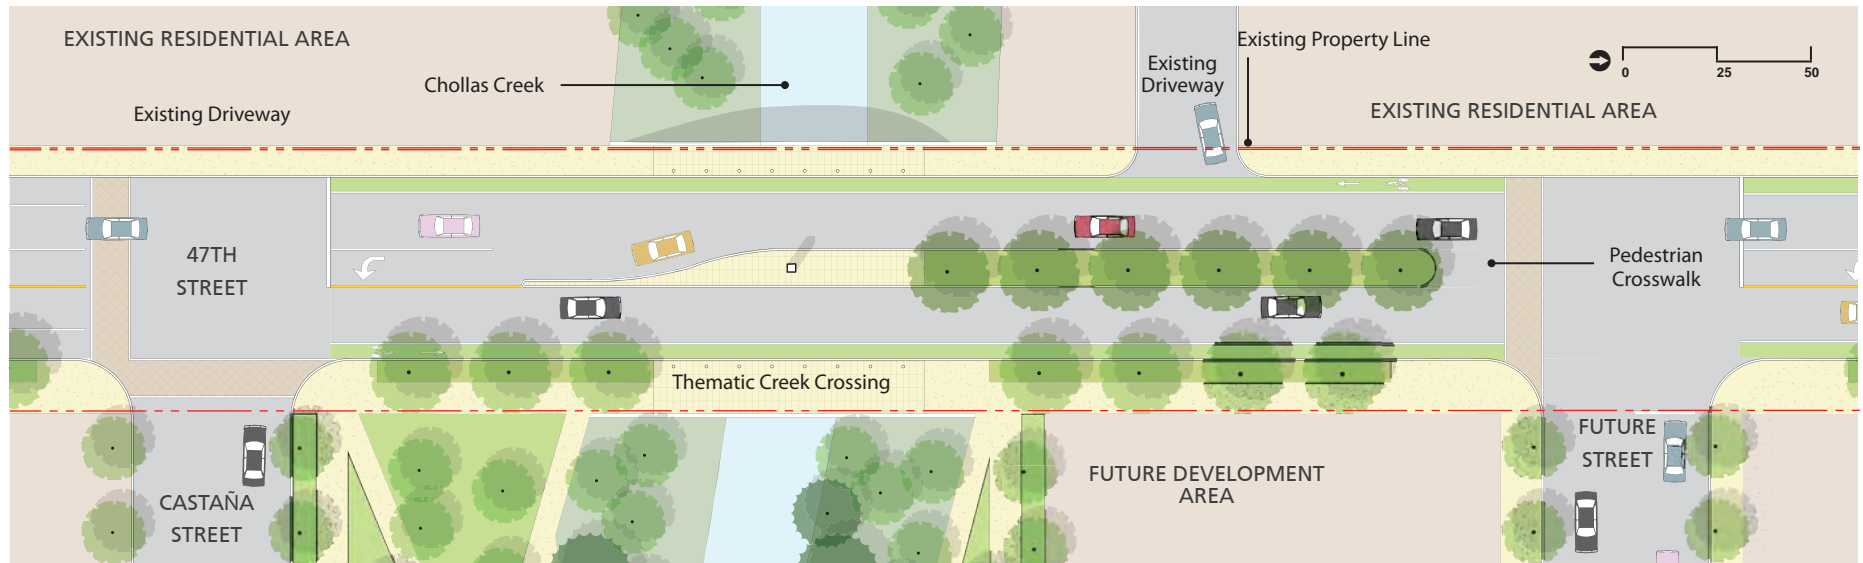 EXISTING RESIDENTIAL AREA
Chollas Creek
Existing Driveway
Existing
Driveway
Existing Property Line
0 25 50
EXISTING RESIDENTIAL AREA
47TH
STREET
Pedestrian
Crosswalk
Thematic Creek Crossing
CASTAÑA
STREET
FUTURE DEVELOPMENT
AREA
FUTURE
STREET